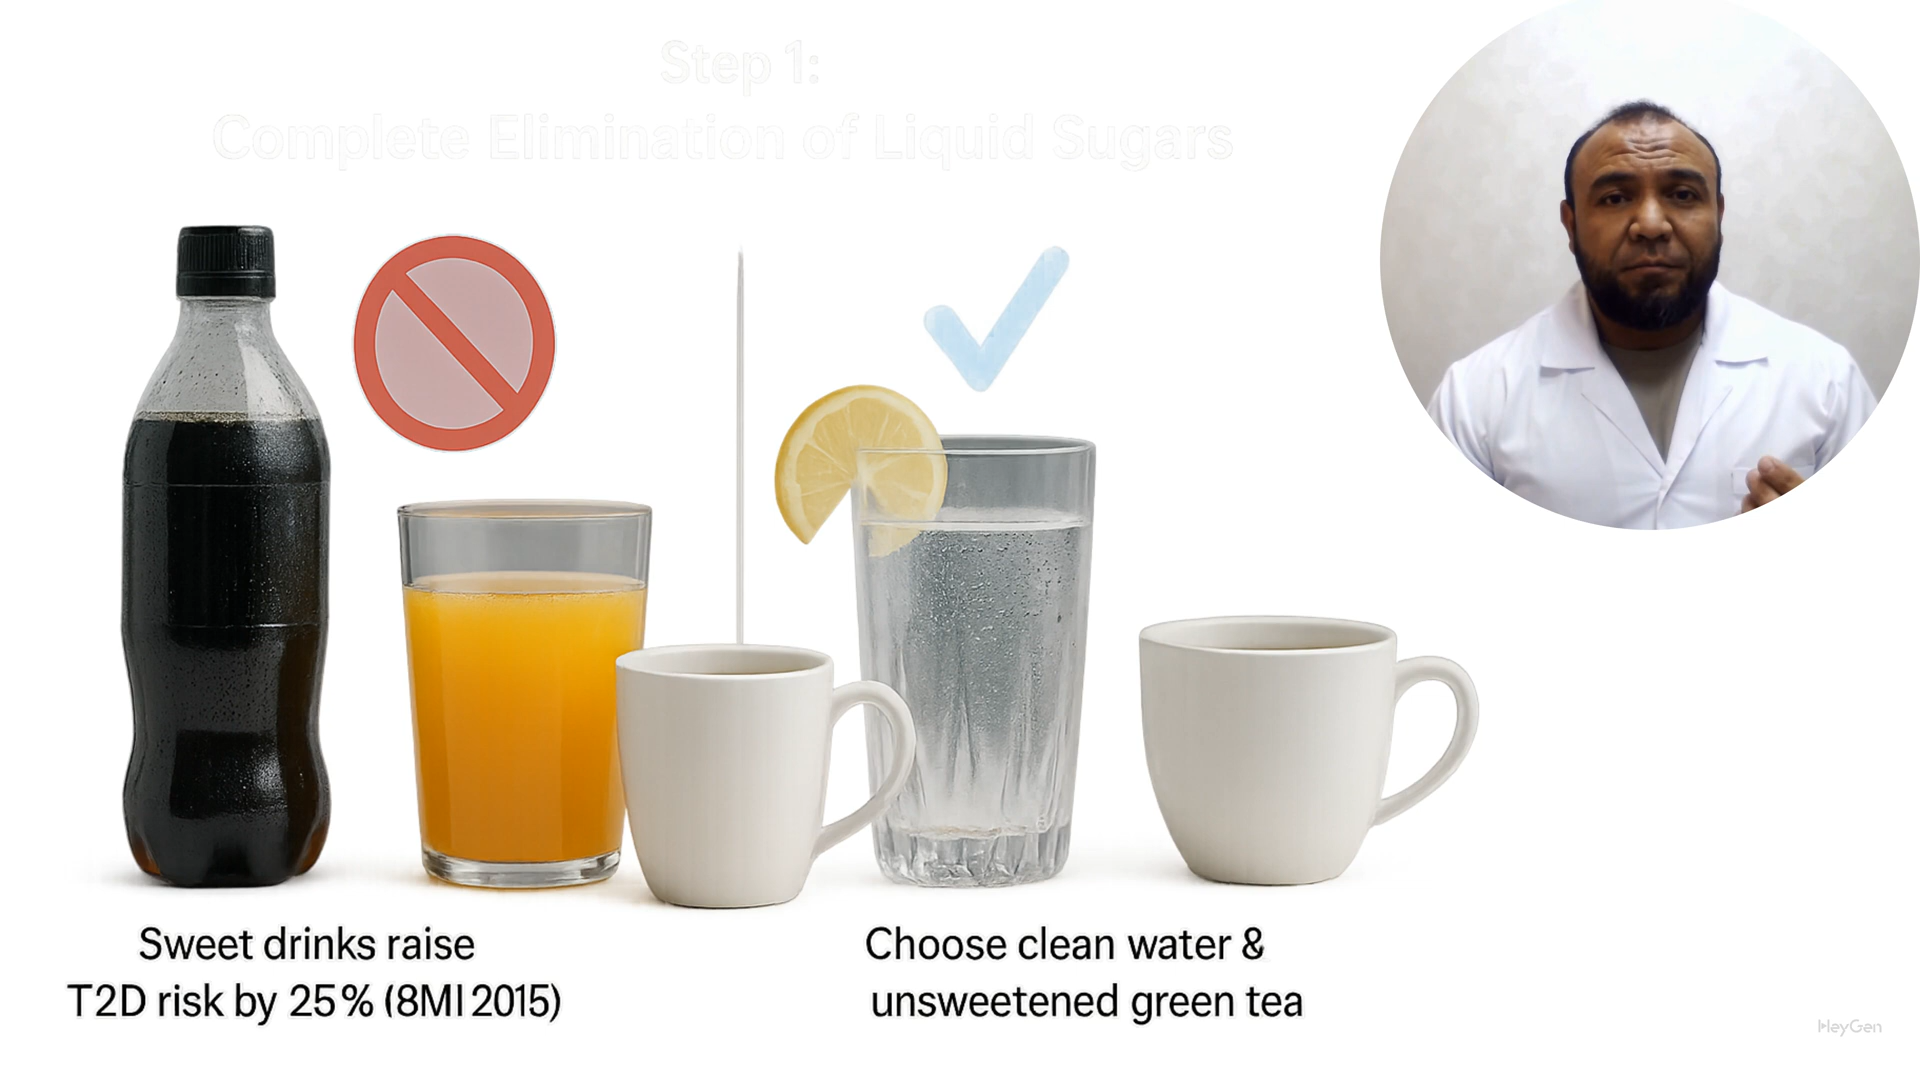 Step 1:
Complete Elimination of Liquid Sugars
Sweet drinks raise
T2D risk by 25% (8MI 2015)
Choose clean water &
unsweetened green tea
HeyGen